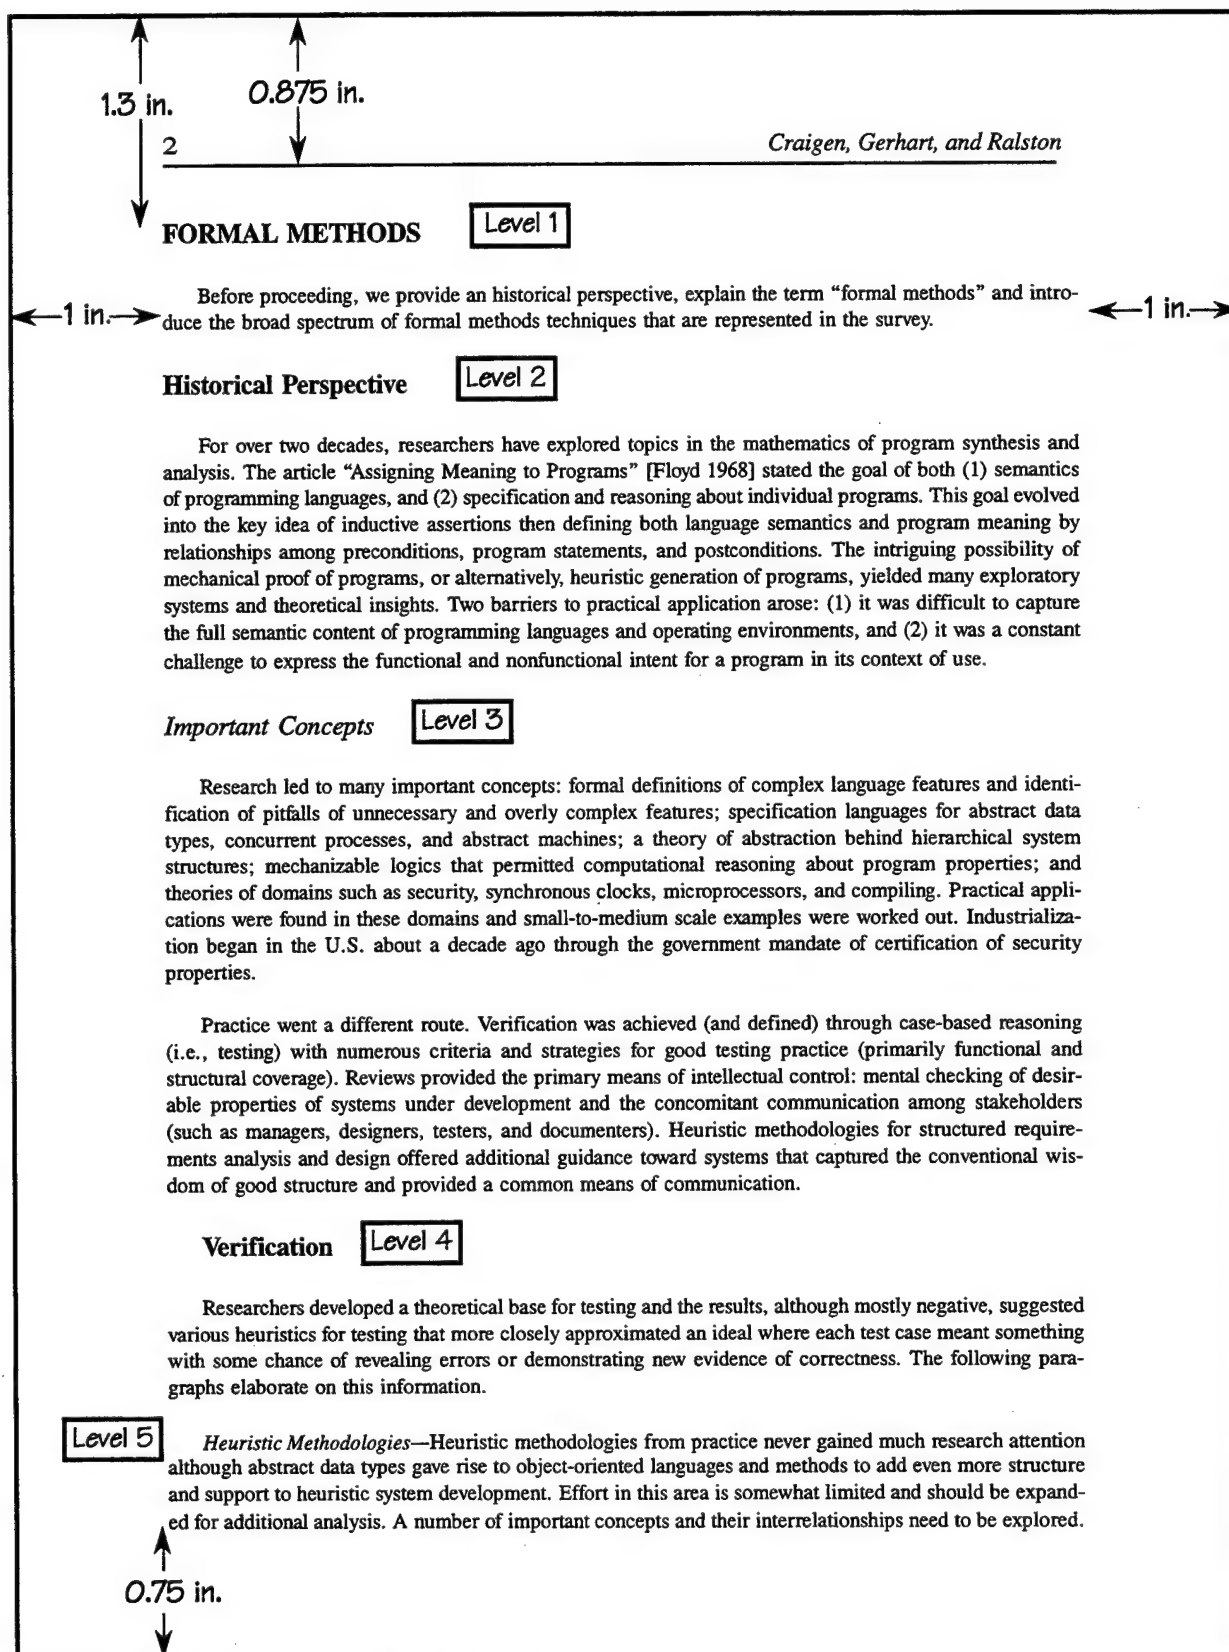 1.3 in.
0.875 in.
2 Craigen, Gerhart, and Ralston
FORMAL METHODS Level 1
Before proceeding, we provide an historical perspective, explain the term “formal methods” and intro-
1 in. duce the broad spectrum of formal methods techniques that are represented in the survey. 1 in.
Historical Perspective Level 2
For over two decades, researchers have explored topics in the mathematics of program synthesis and
analysis. The article “Assigning Meaning to Programs” [Floyd 1968] stated the goal of both (1) semantics
of programming languages, and (2) specification and reasoning about individual programs. This goal evolved
into the key idea of inductive assertions then defining both language semantics and program meaning by
relationships among preconditions, program statements, and postconditions. The intriguing possibility of
mechanical proof of programs, or alternatively, heuristic generation of programs, yielded many exploratory
systems and theoretical insights. Two barriers to practical application arose: (1) it was difficult to capture
the full semantic content of programming languages and operating environments, and (2) it was a constant
challenge to express the functional and nonfunctional intent for a program in its context of use.
Important Concepts Level 3
Research led to many important concepts: formal definitions of complex language features and identi-
fication of pitfalls of unnecessary and overly complex features; specification languages for abstract data
types, concurrent processes, and abstract machines; a theory of abstraction behind hierarchical system
structures; mechanizable logics that permitted computational reasoning about program properties; and
theories of domains such as security, synchronous clocks, microprocessors, and compiling. Practical appli-
cations were found in these domains and small-to-medium scale examples were worked out. Industrializa-
tion began in the U.S. about a decade ago through the government mandate of certification of security
properties.
Practice went a different route. Verification was achieved (and defined) through case-based reasoning
(i.e., testing) with numerous criteria and strategies for good testing practice (primarily functional and
structural coverage). Reviews provided the primary means of intellectual control: mental checking of desir-
able properties of systems under development and the concomitant communication among stakeholders
(such as managers, designers, testers, and documenters). Heuristic methodologies for structured require-
ments analysis and design offered additional guidance toward systems that captured the conventional wis-
dom of good structure and provided a common means of communication.
Verification Level 4
Researchers developed a theoretical base for testing and the results, although mostly negative, suggested
various heuristics for testing that more closely approximated an ideal where each test case meant something
with some chance of revealing errors or demonstrating new evidence of correctness. The following para-
graphs elaborate on this information.
Level 5 Heuristic Methodologies—Heuristic methodologies from practice never gained much research attention
although abstract data types gave rise to object-oriented languages and methods to add even more structure
and support to heuristic system development. Effort in this area is somewhat limited and should be expand-
ed for additional analysis. A number of important concepts and their interrelationships need to be explored.
0.75 in.